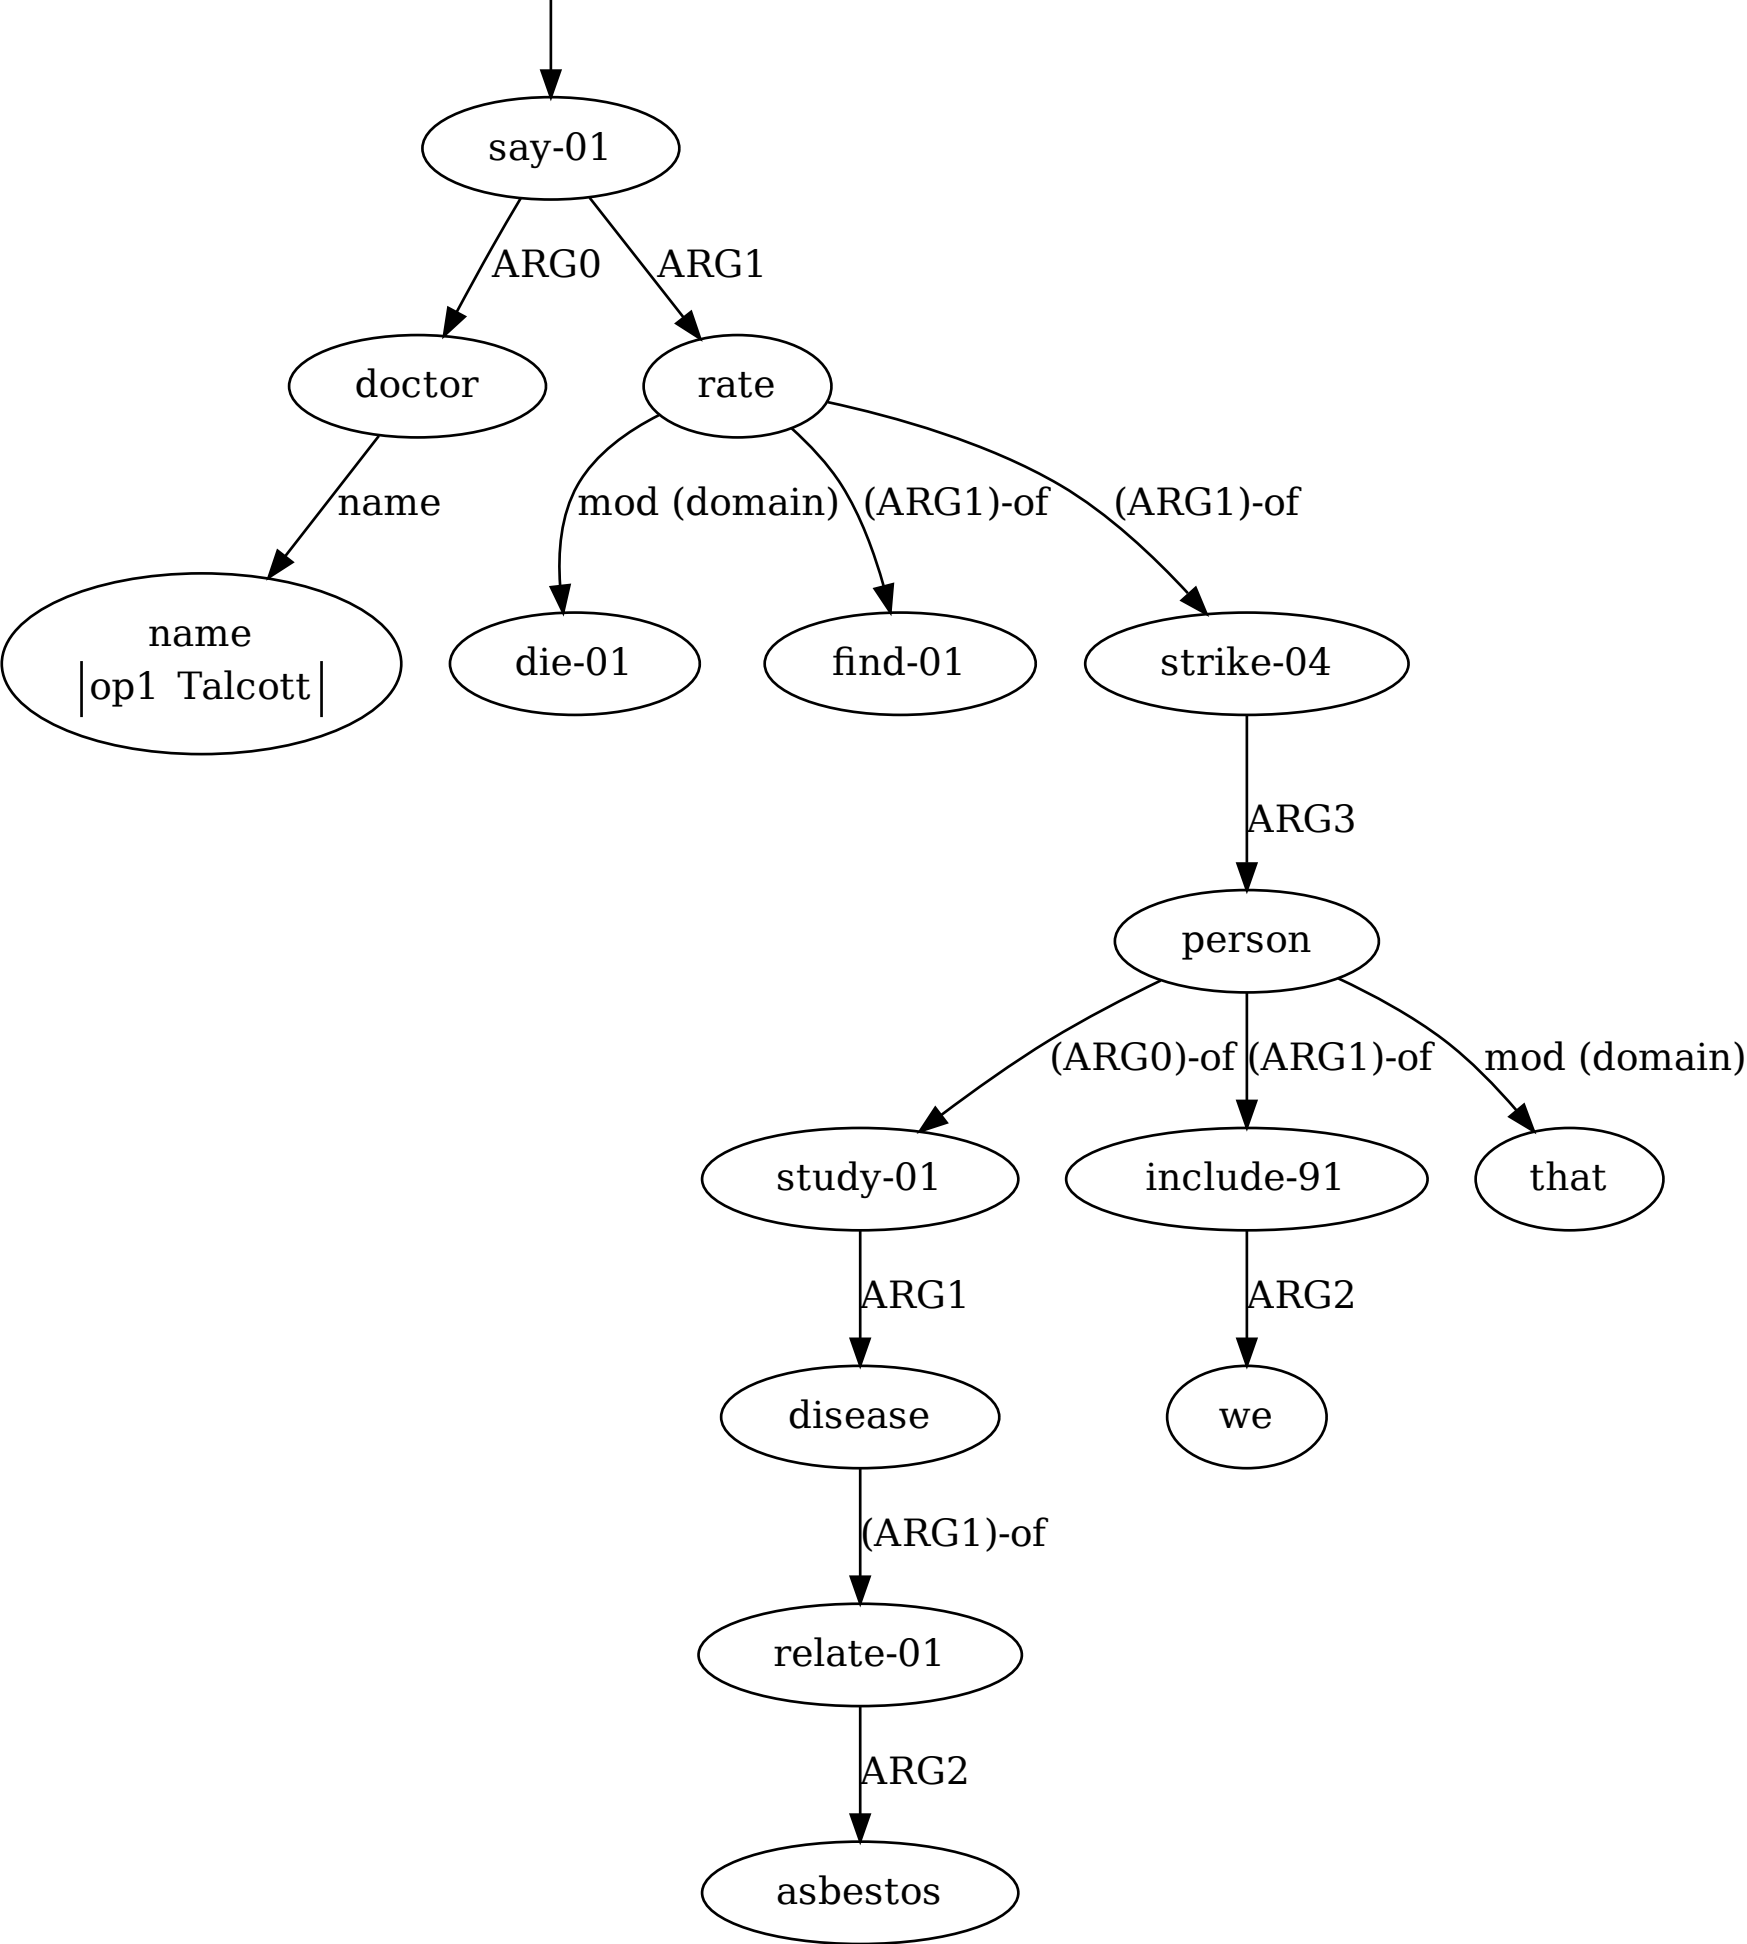 say-01
ARG0
ARG1
doctor
rate
name
mod (domain)
(ARG1)-of
(ARG1)-of
name
op1 Talcott
die-01
find-01
strike-04
ARG3
person
(ARG0)-of
(ARG1)-of
mod (domain)
study-01
include-91
that
ARG1
ARG2
disease
we
(ARG1)-of
relate-01
ARG2
asbestos